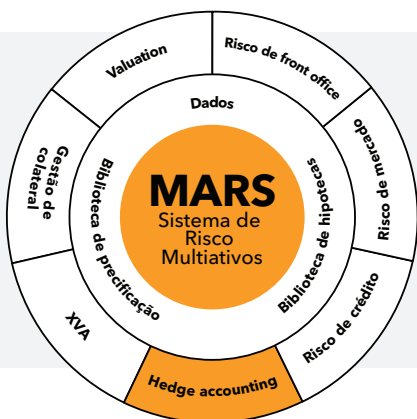 Valuation
Risco de front office
Risco de mercado
Risco de crédito
Hedge accounting
XVA
Gestão de
colateral
Dados
Biblioteca de hipotecas
Biblioteca de precificação
MARS
Sistema de
Risco
Multiativos